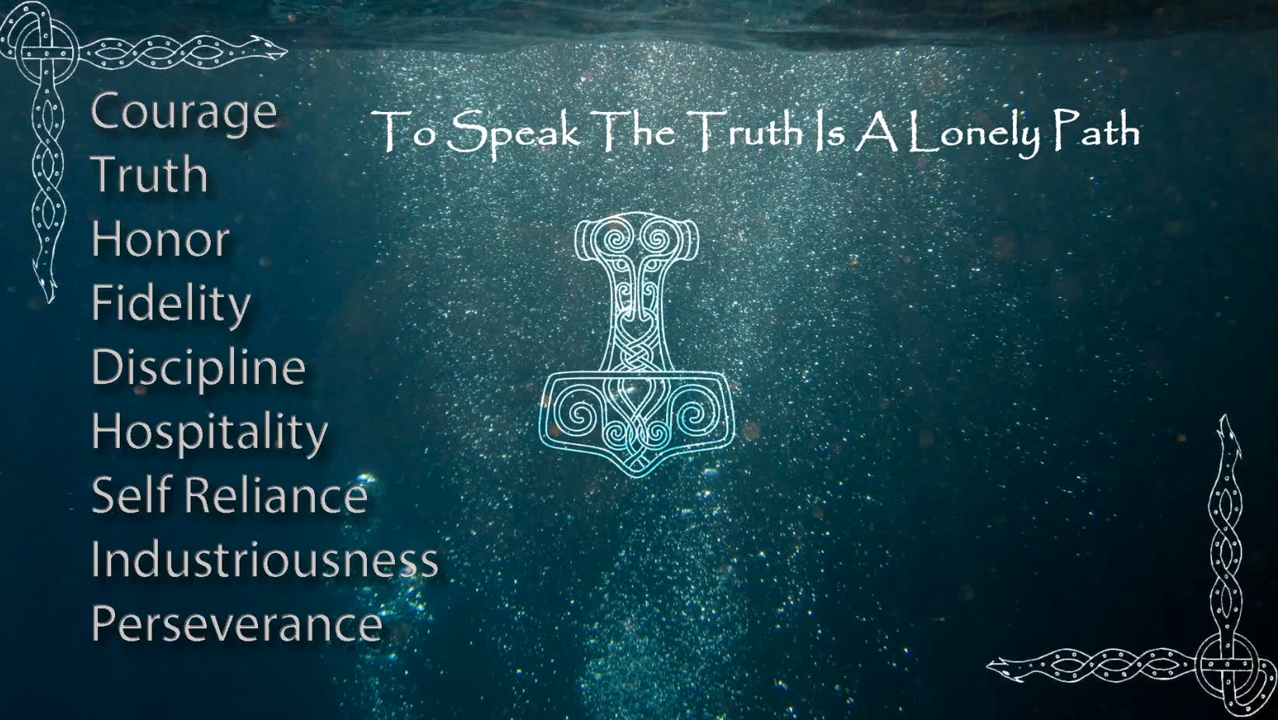 Courage
To Speak The Truth Is A Lonely Path
Truth
Honor
Fidelity
Discipline
Hospitality
Self Reliance
Industriousness
Perseverance